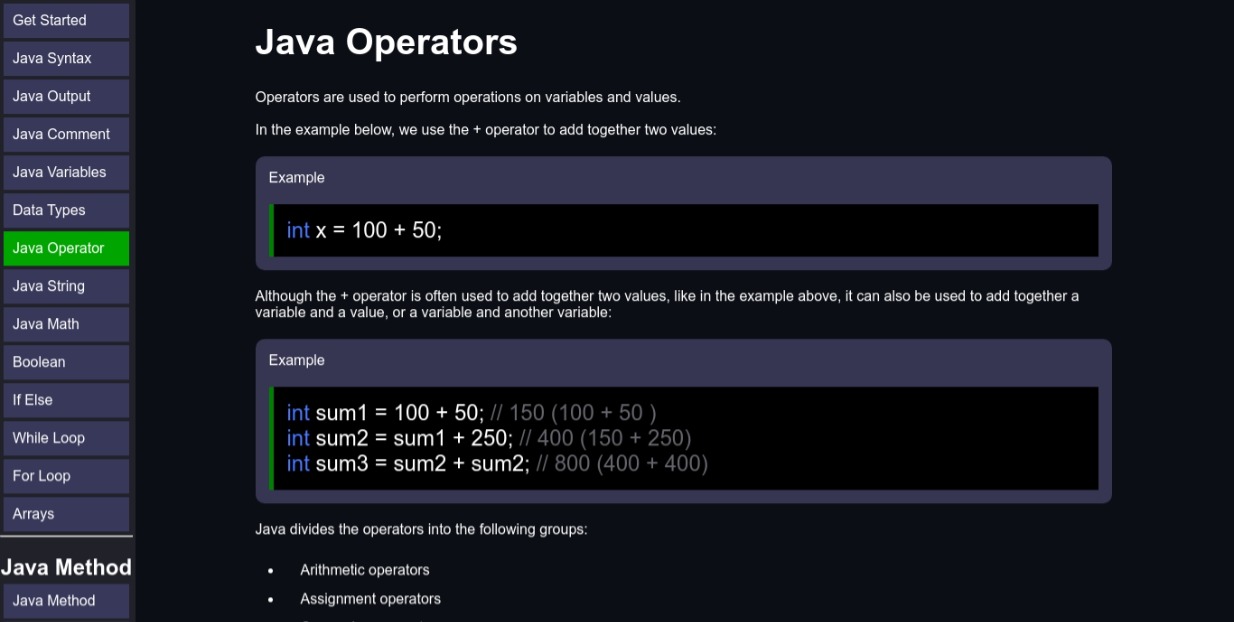 Get Started
Java Syntax
Java Output
Java Comment
Java Variables
Data Types
Java Operator
Java String
Java Math
Boolean
If Else
While Loop
For Loop
Arrays
Java Method
Java Method
Java Operators
Operators are used to perform operations on variables and values.
In the example below, we use the + operator to add together two values:
Example
int x = 100 + 50;
Although the + operator is often used to add together two values, like in the example above, it can also be used to add together a
variable and a value, or a variable and another variable:
Example
int sum1 = 100 + 50; // 150 (100 + 50 )
int sum2 = sum1 + 250; // 400 (150 + 250)
int sum3 = sum2 + sum2; // 800 (400 + 400)
Java divides the operators into the following groups:
• Arithmetic operators
• Assignment operators